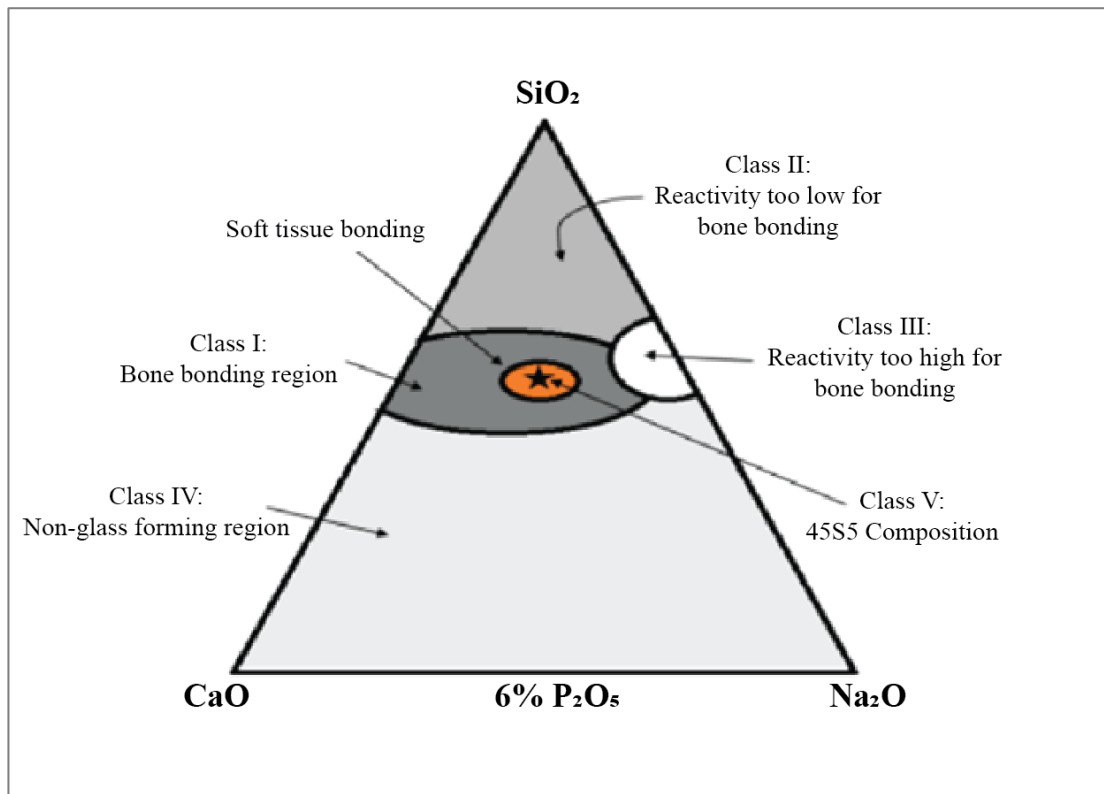 SiO₂
Class II:
Reactivity too low for
bone bonding
Soft tissue bonding
Class I:
Bone bonding region
Class III:
Reactivity too high for
bone bonding
Class IV:
Non-glass forming region
Class V:
45S5 Composition
CaO
6% P₂O₅
Na₂O